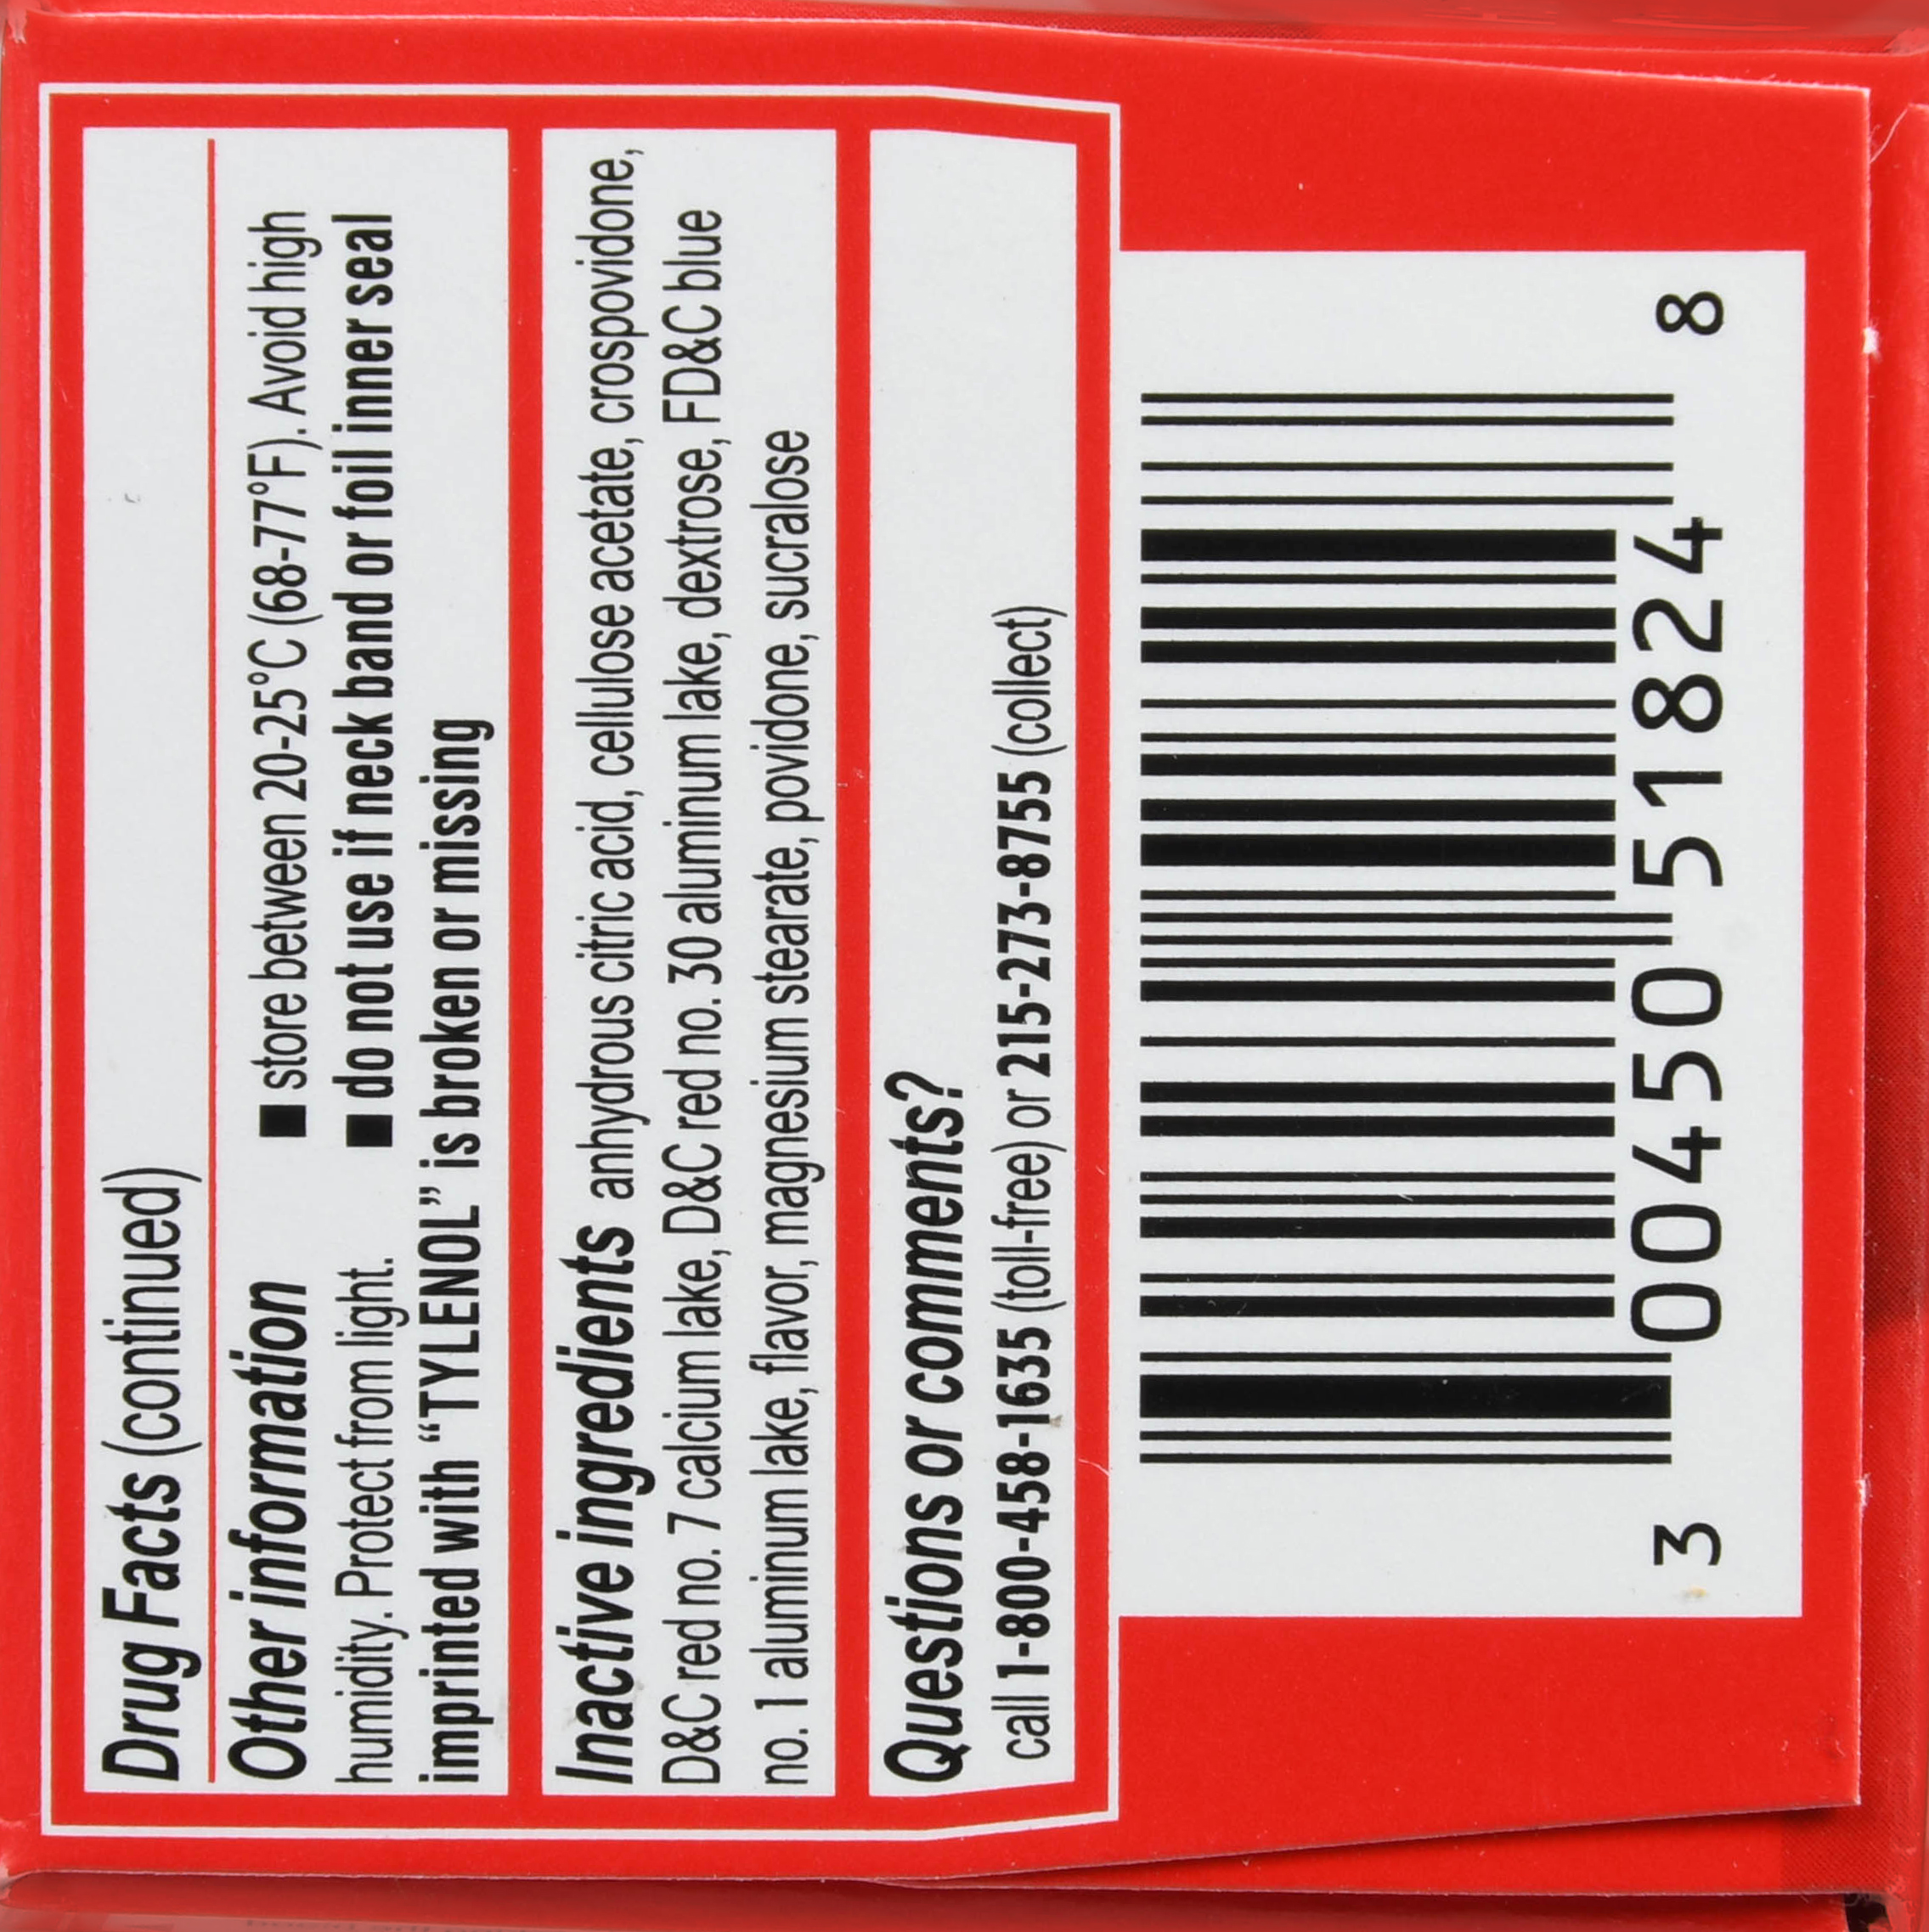 Drug Facts (continued)
Other information ■ store between 20-25°C (68-77°F). Avoid high
humidity. Protect from light. ■ do not use if neck band or foil inner seal
imprinted with “TYLENOL” is broken or missing
Inactive ingredients anhydrous citric acid, cellulose acetate, crospovidone,
D&C red no. 7 calcium lake, D&C red no. 30 aluminum lake, dextrose, FD&C blue
no. 1 aluminum lake, flavor, magnesium stearate, povidone, sucralose
Questions or comments?
call 1-800-458-1635 (toll-free) or 215-273-8755 (collect)
3 00450 51824 8